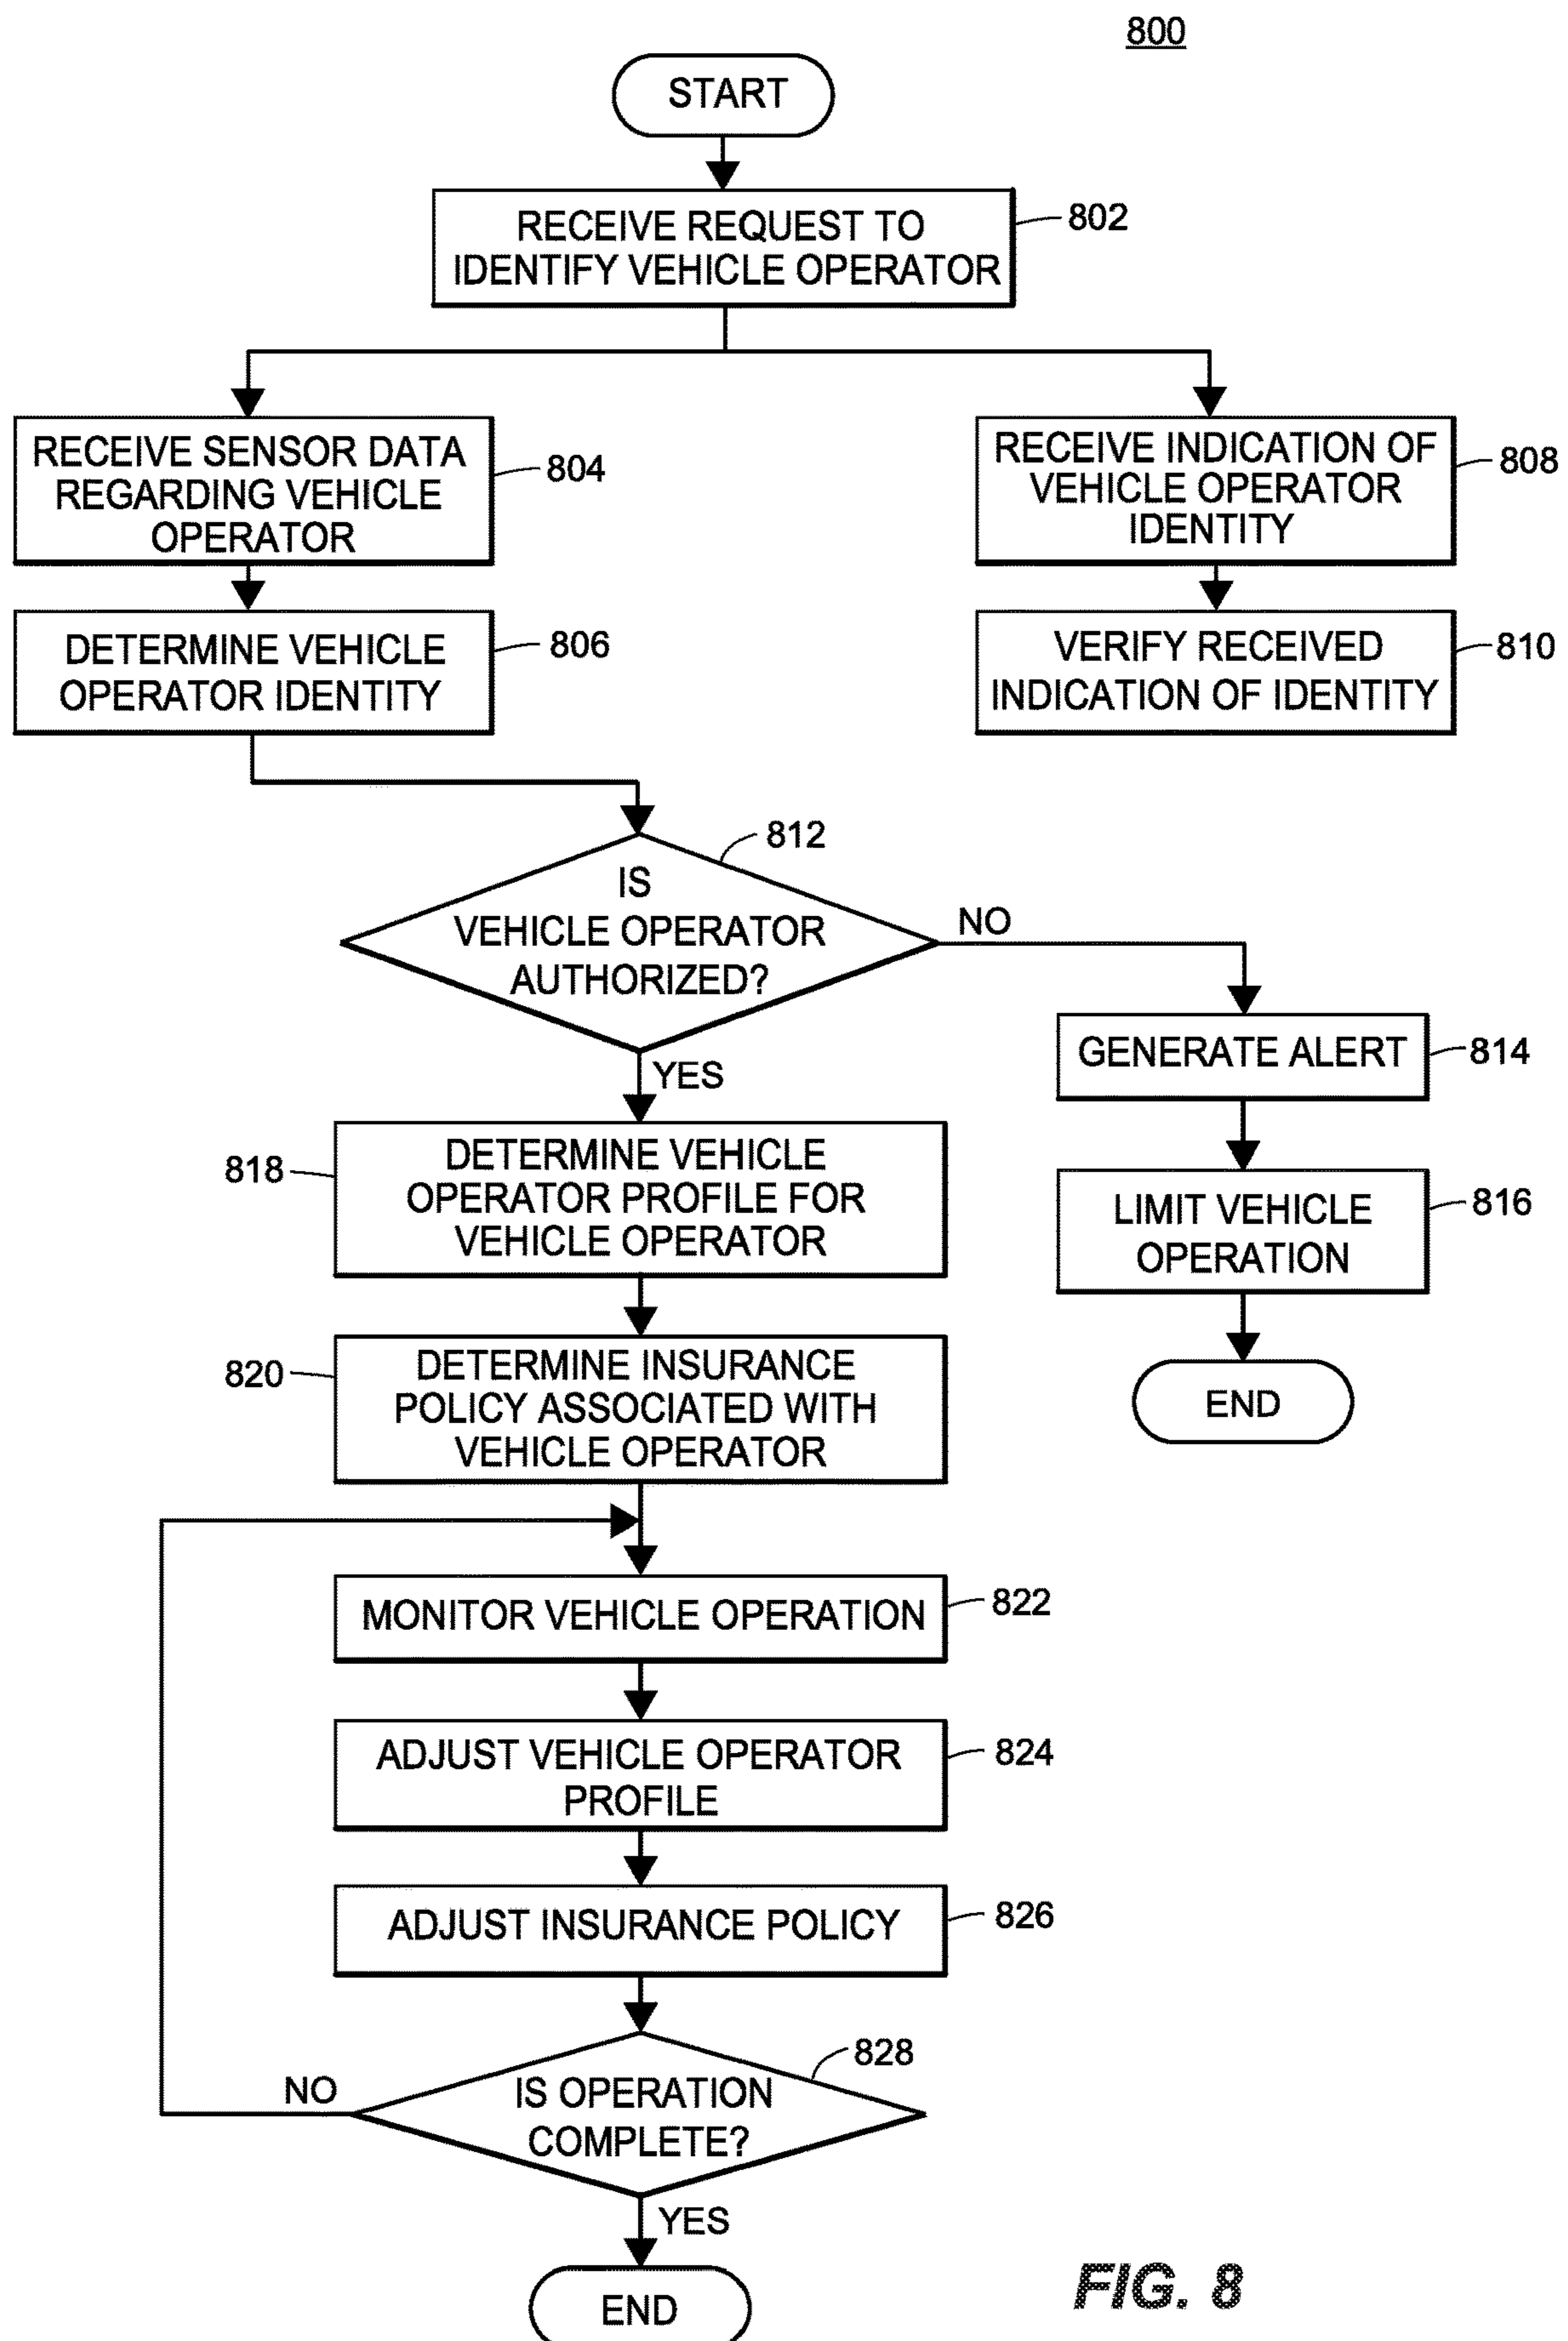 800
START
RECEIVE REQUEST TO
IDENTIFY VEHICLE OPERATOR
802
RECEIVE SENSOR DATA
REGARDING VEHICLE
OPERATOR
804
RECEIVE INDICATION OF
VEHICLE OPERATOR
IDENTITY
808
DETERMINE VEHICLE
OPERATOR IDENTITY
806
VERIFY RECEIVED
INDICATION OF IDENTITY
810
812
IS
VEHICLE OPERATOR
AUTHORIZED?
NO
YES
GENERATE ALERT
814
LIMIT VEHICLE
OPERATION
816
END
818
DETERMINE VEHICLE
OPERATOR PROFILE FOR
VEHICLE OPERATOR
820
DETERMINE INSURANCE
POLICY ASSOCIATED WITH
VEHICLE OPERATOR
MONITOR VEHICLE OPERATION
822
ADJUST VEHICLE OPERATOR
PROFILE
824
ADJUST INSURANCE POLICY
826
828
IS OPERATION
COMPLETE?
NO
YES
END
FIG. 8